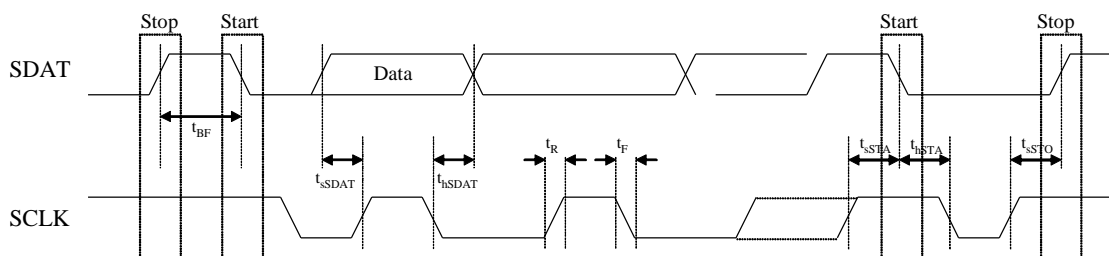 Stop Start Start Stop
SDAT Data
tBF tR tF tsSTA thSTA tsSTO
tsSDAT thSDAT
SCLK